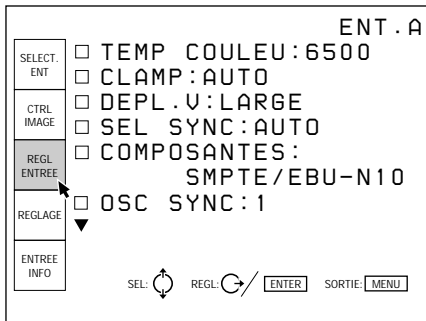 ENT.A
SELECT.
ENT
CTRL
IMAGE
REGL
ENTREE
REGLAGE
ENTREE
INFO
TEMP COULEU:6500
CLAMP:AUTO
DEPL.V:LARGE
SEL SYNC:AUTO
COMPOSANTES:
SMPTE/EBU-N10
OSC SYNC:1
SEL: REGL: / ENTER SORTIE: MENU